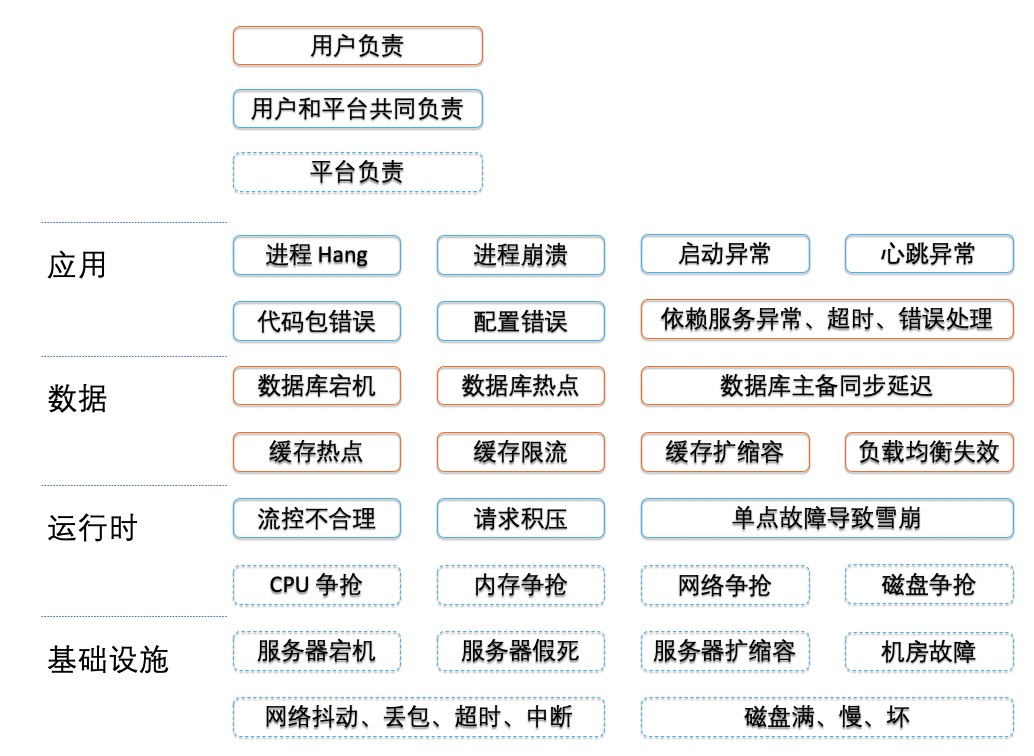 用户负责
用户和平台共同负责
平台负责
应用
进程 Hang
进程崩溃
启动异常
心跳异常
代码包错误
配置错误
依赖服务异常、超时、错误处理
数据
数据库宕机
数据库热点
数据库主备同步延迟
缓存热点
缓存限流
缓存扩缩容
负载均衡失效
运行时
流控不合理
请求积压
单点故障导致雪崩
CPU 争抢
内存争抢
网络争抢
磁盘争抢
基础设施
服务器宕机
服务器假死
服务器扩缩容
机房故障
网络抖动、丢包、超时、中断
磁盘满、慢、坏